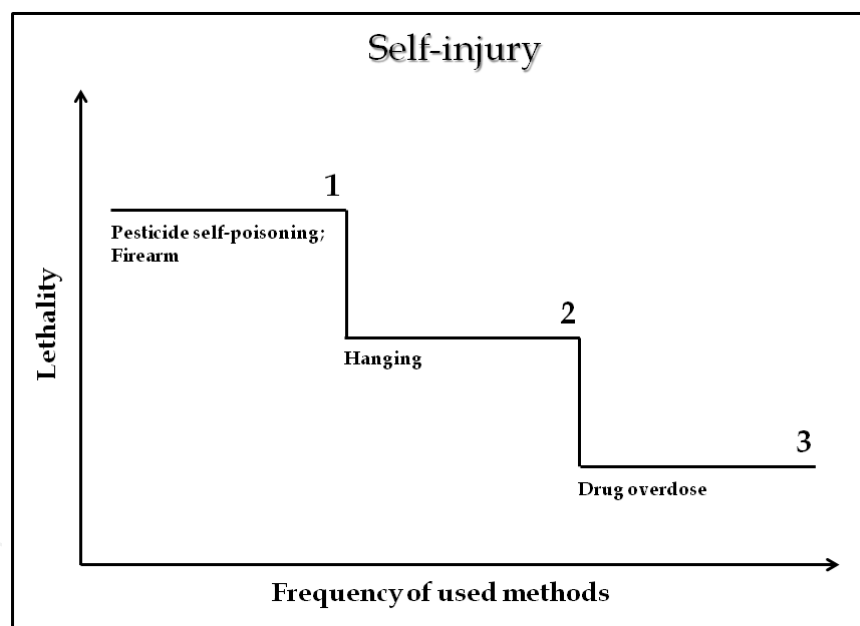 Self-injury
1
Pesticide self-poisoning;
Firearm
2
Hanging
3
Drug overdose
Lethality
Frequency of used methods